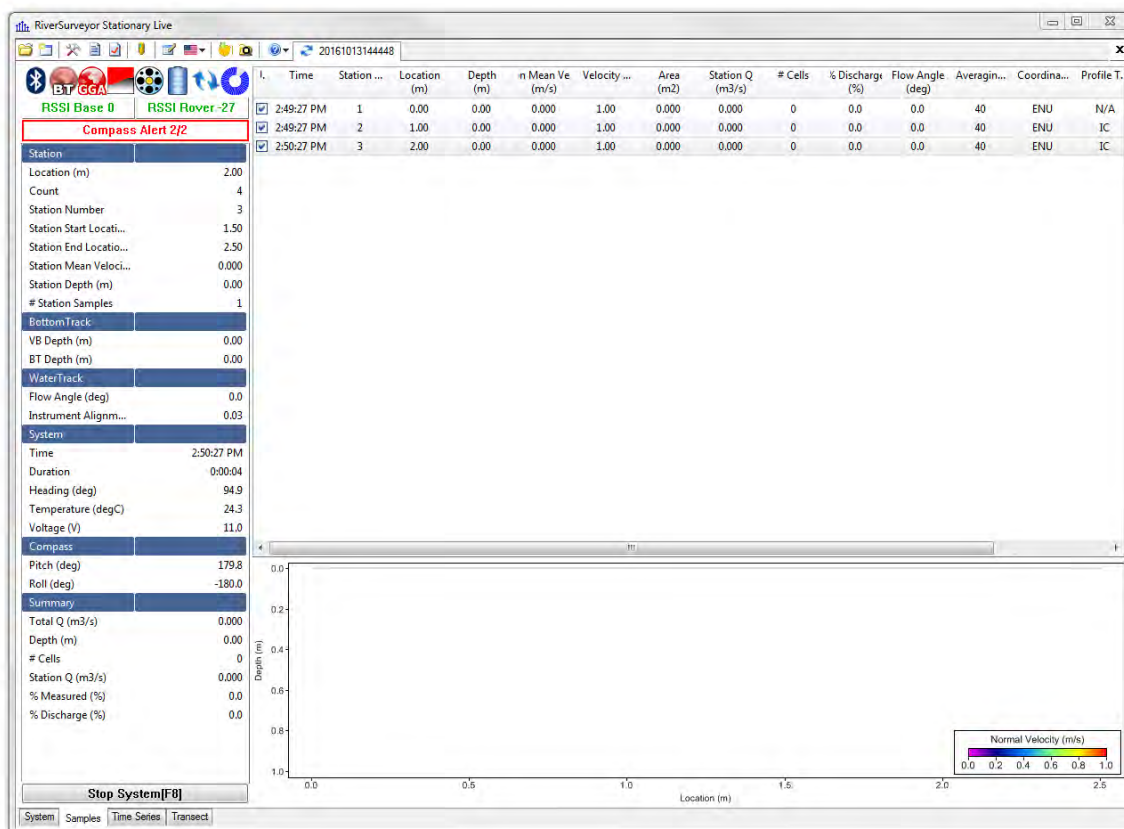 RiverSurveyor Stationary Live
20161013144448
x
BT GGA
RSSI Base 0 RSSI Rover -27
Compass Alert 2/2
Station
Location (m) 2.00
Count 4
Station Number 3
Station Start Locati... 1.50
Station End Locatio... 2.50
Station Mean Veloci... 0.000
Station Depth (m) 0.00
# Station Samples 1
BottomTrack
VB Depth (m) 0.00
BT Depth (m) 0.00
WaterTrack
Flow Angle (deg) 0.0
Instrument Alignm... 0.03
System
Time 2:50:27 PM
Duration 0:00:04
Heading (deg) 94.9
Temperature (degC) 24.3
Voltage (V) 11.0
Compass
Pitch (deg) 179.8
Roll (deg) -180.0
Summary
Total Q (m3/s) 0.000
Depth (m) 0.00
# Cells 0
Station Q (m3/s) 0.000
% Measured (%) 0.0
% Discharge (%) 0.0
Stop System[F8]
System Samples Time Series Transect
I. Time Station ... Location (m) Depth (m) n Mean Ve (m/s) Velocity ... Area (m2) Station Q (m3/s) # Cells % Discharge (%) Flow Angle (deg) Averagin... Coordina... Profile T.
2:49:27 PM 1 0.00 0.00 0.000 1.00 0.000 0.000 0 0.0 0.0 40 ENU N/A
2:49:27 PM 2 1.00 0.00 0.000 1.00 0.000 0.000 0 0.0 0.0 40 ENU IC
2:50:27 PM 3 2.00 0.00 0.000 1.00 0.000 0.000 0 0.0 0.0 40 ENU IC
0.0
0.2
0.4
0.6
0.8
1.0
Depth (m)
0.0 0.5 1.0 1.5 2.0 2.5
Location (m)
Normal Velocity (m/s)
0.0 0.2 0.4 0.6 0.8 1.0